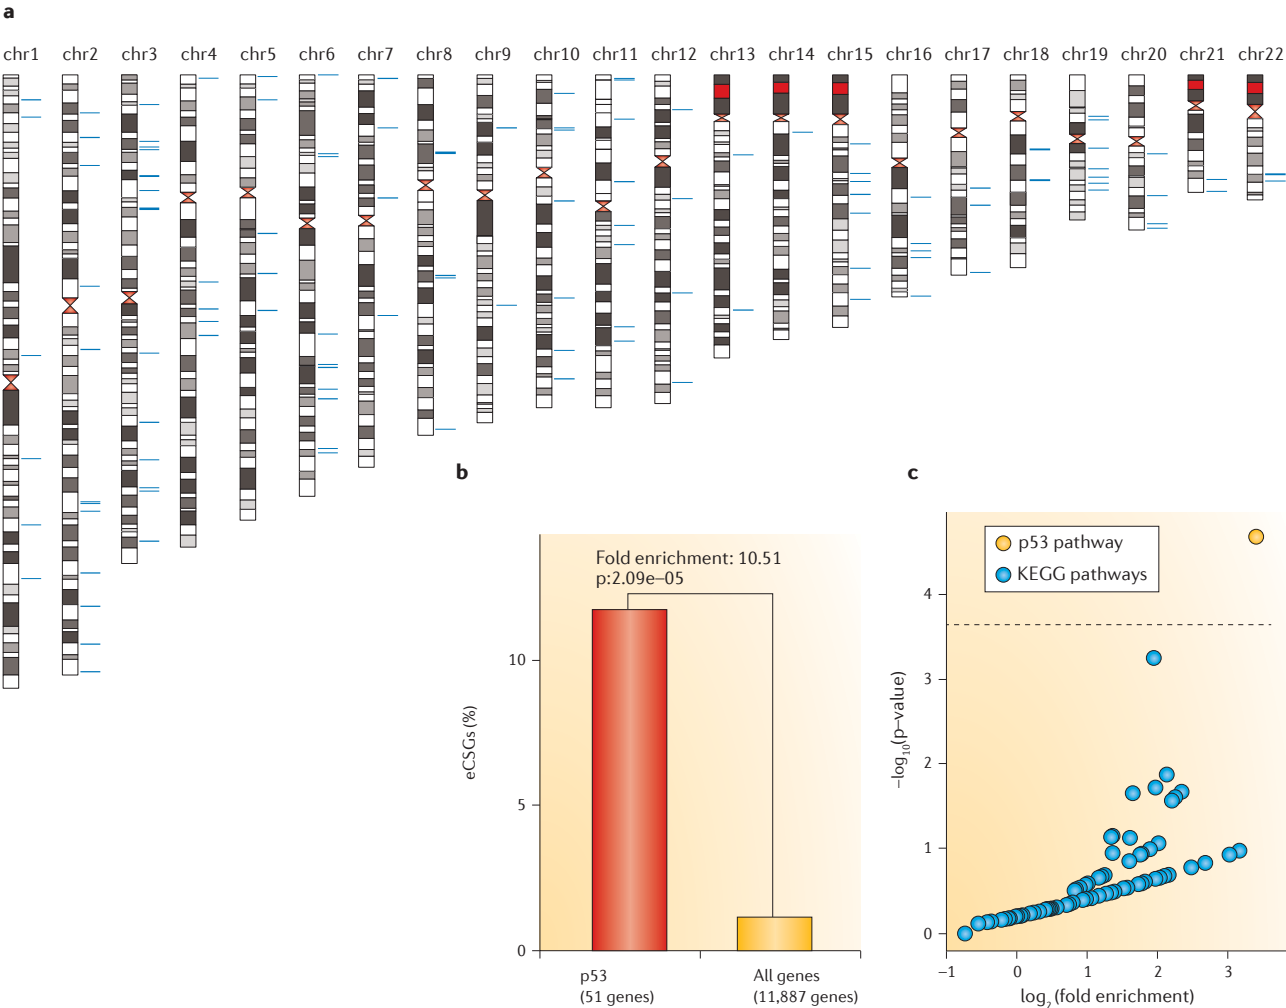 a
chr1 chr2 chr3 chr4 chr5 chr6 chr7 chr8 chr9 chr10 chr11 chr12 chr13 chr14 chr15 chr16 chr17 chr18 chr19 chr20 chr21 chr22
b
Fold enrichment: 10.51
p:2.09e–05
10
5
0
eCSGs (%)
p53
(51 genes)
All genes
(11,887 genes)
c
p53 pathway
KEGG pathways
4
3
2
1
0
–log10(p–value)
–1 0 1 2 3
log2 (fold enrichment)